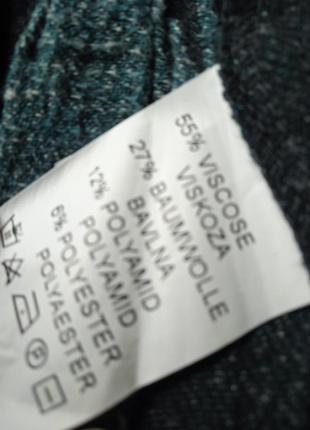 55% VISCOSE
VISKOZA
27% BAUMWOLLE
BAVLNA
12% POLYAMID
POLYAMID
6% POLYESTER
POLYAESTER
P